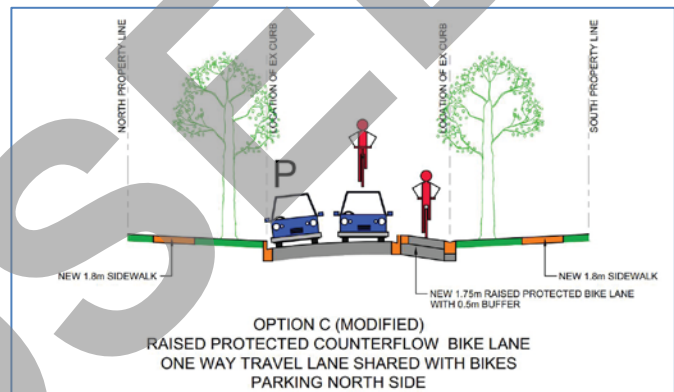 NORTH PROPERTY LINE
LOCATION OF EX CURB
LOCATION OF EX CURB
SOUTH PROPERTY LINE
P
NEW 1.8m SIDEWALK
NEW 1.8m SIDEWALK
NEW 1.75m RAISED PROTECTED BIKE LANE
WITH 0.5m BUFFER
OPTION C (MODIFIED)
RAISED PROTECTED COUNTERFLOW BIKE LANE
ONE WAY TRAVEL LANE SHARED WITH BIKES
PARKING NORTH SIDE